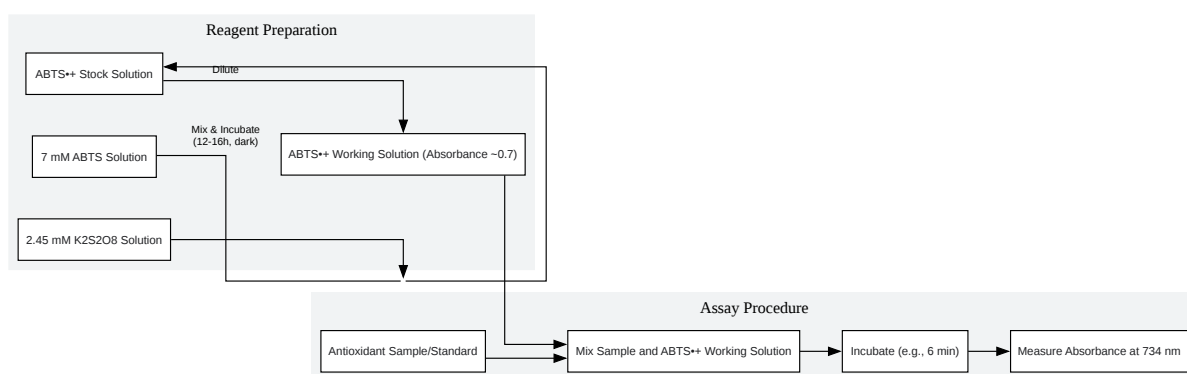 Reagent Preparation
ABTS•+ Stock Solution
Dilute
Mix & Incubate
(12-16h, dark)
7 mM ABTS Solution
ABTS•+ Working Solution (Absorbance ~0.7)
2.45 mM K2S2O8 Solution
Assay Procedure
Antioxidant Sample/Standard
Mix Sample and ABTS•+ Working Solution
Incubate (e.g., 6 min)
Measure Absorbance at 734 nm